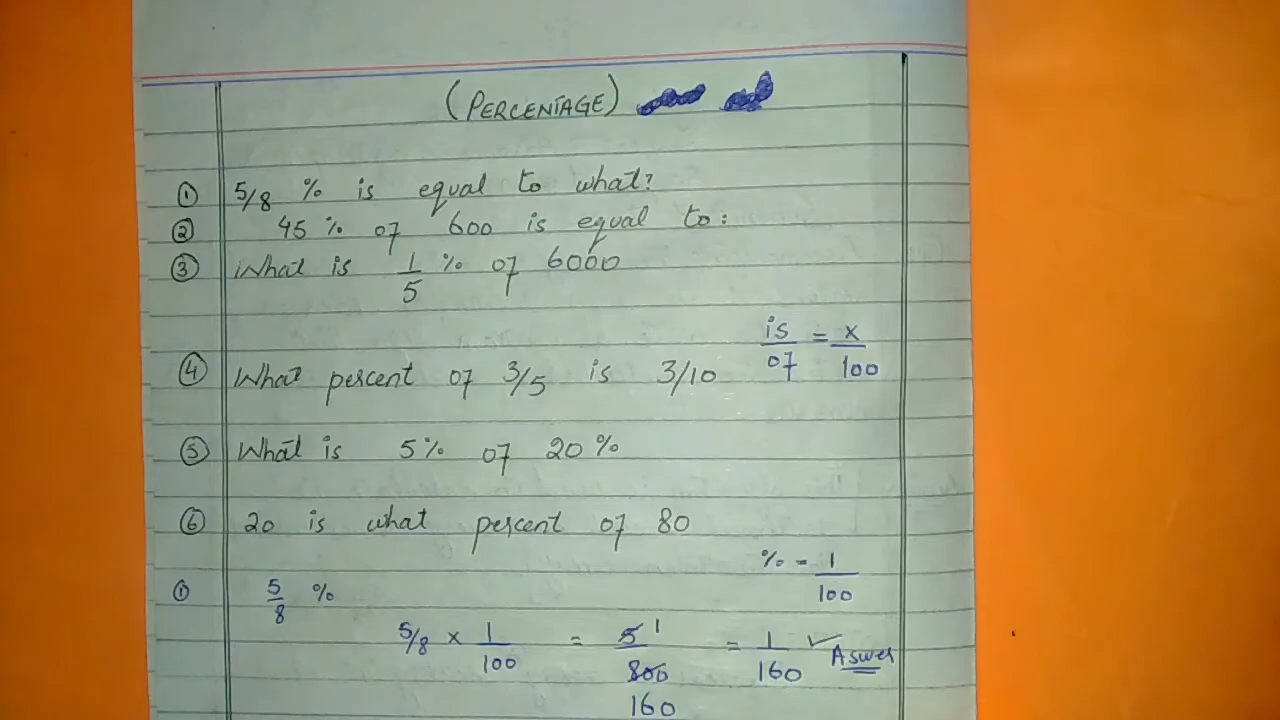 (PERCENTAGE)
① 5/8 % is equal to what?
② 45 % of 600 is equal to:
③ What is 1/5 % of 6000
is/of = x/100
④ What percent of 3/5 is 3/10
⑤ What is 5% of 20%
⑥ 20 is what percent of 80
% = 1/100
① 5/8 %
5/8 × 1/100 = 5 1/800 160 = 1/160 ✓ Aswer